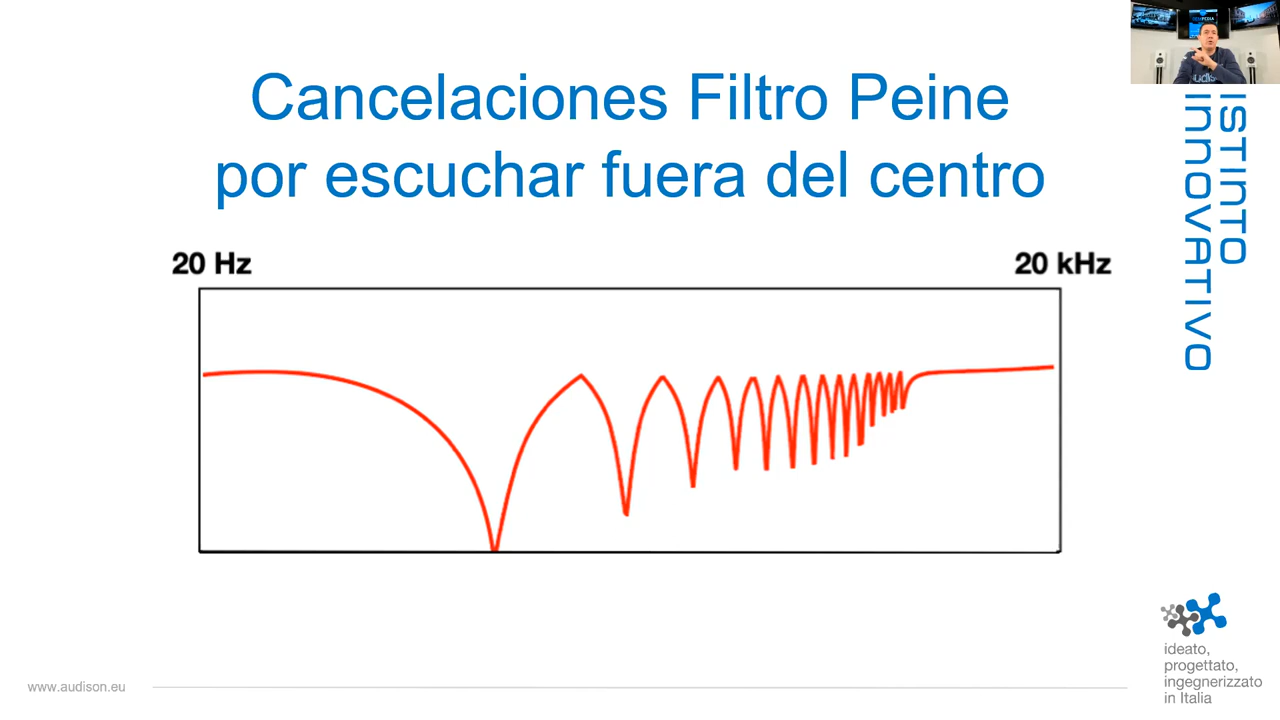 Cancelaciones Filtro Peine
por escuchar fuera del centro
20 Hz
20 kHz
ISTINTO
INNOVATIVO
ideato,
progettato,
ingegnerizzato
in Italia
www.audison.eu